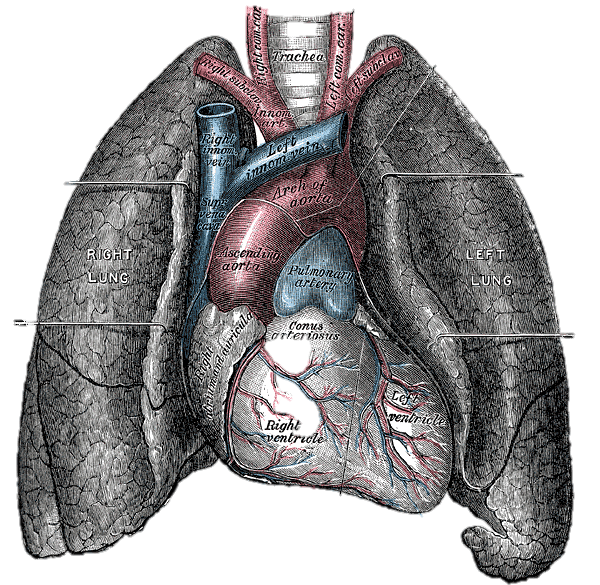 Right com. car.
Trachea
Left com. car.
Right subclav.
Left subclav.
Innom.
art.
Right
innom.
vein
Left
innom. vein
Supr.
vena
cava
Arch of
aorta
Ascending
aorta
Pulmonary
artery
RIGHT
LUNG
LEFT
LUNG
Conus
arteriosus
Right
auricula
Right
ventricle
Left
ventricle